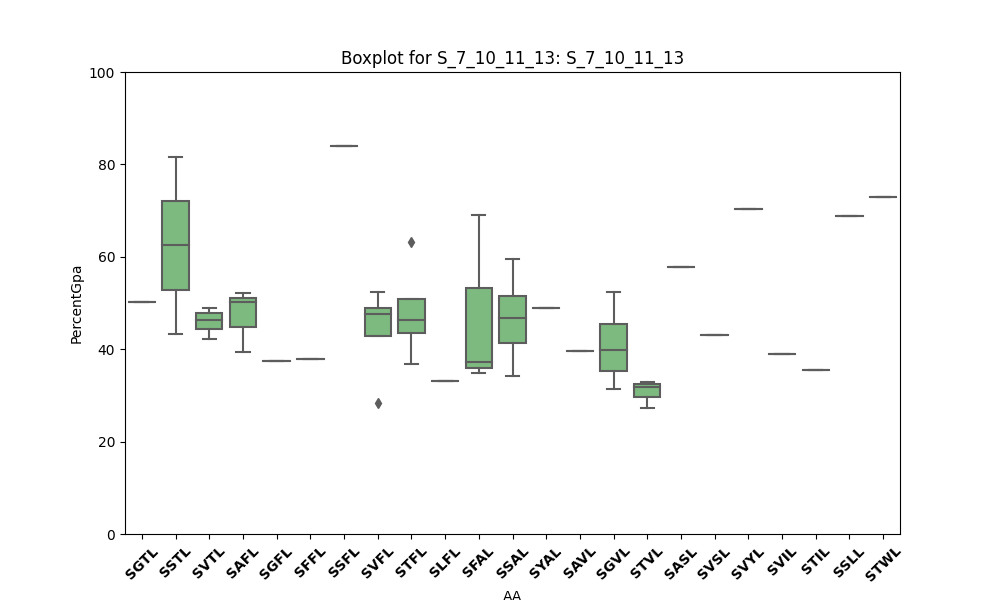 Boxplot for S_7_10_11_13: S_7_10_11_13
PercentGpa
100
80
60
40
20
0
SGTL SSTL SVTL SAFL SGFL SFFL SSFL SVFL STFL SLFL SFAL SSAL SYAL SAVL SGVL STVL SASL SVSL SVYL SVIL STIL SSLL STWL
AA